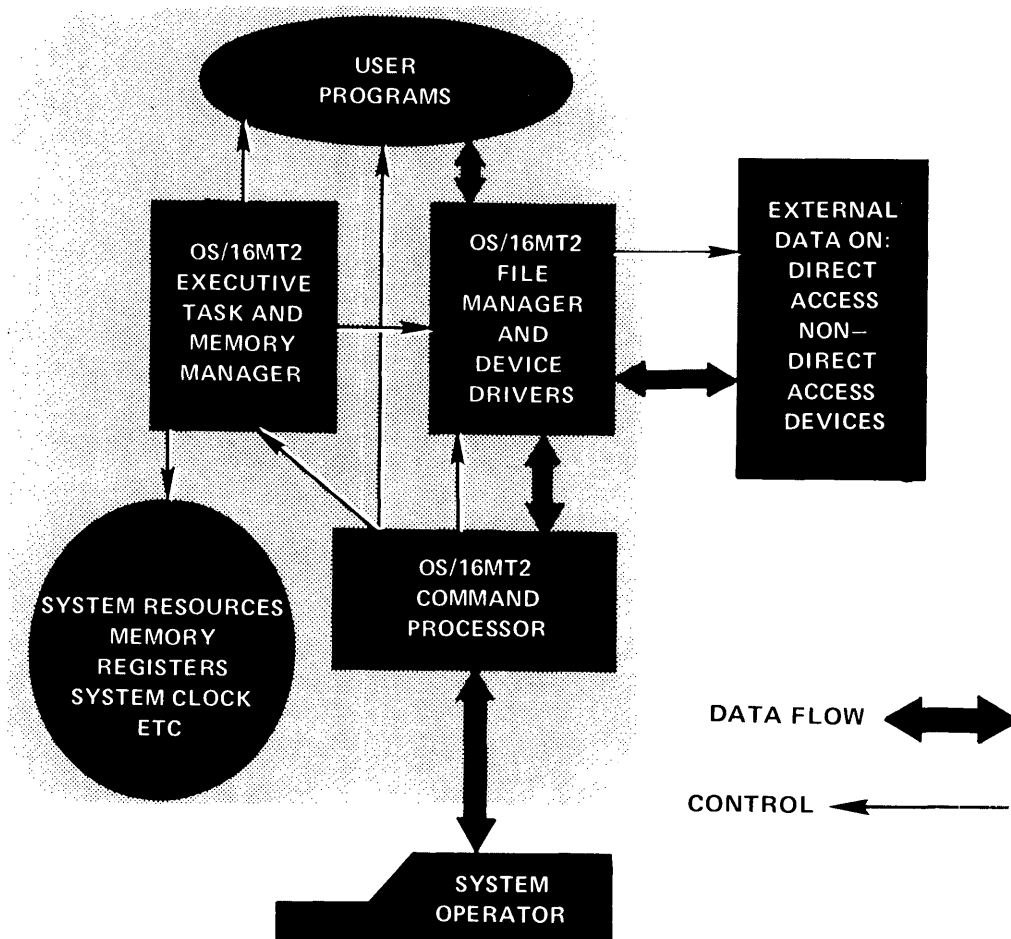 USER
PROGRAMS
OS/16MT2
EXECUTIVE
TASK AND
MEMORY
MANAGER
OS/16MT2
FILE
MANAGER
AND
DEVICE
DRIVERS
EXTERNAL
DATA ON:
DIRECT
ACCESS
NON–
DIRECT
ACCESS
DEVICES
SYSTEM RESOURCES
MEMORY
REGISTERS
SYSTEM CLOCK
ETC
OS/16MT2
COMMAND
PROCESSOR
DATA FLOW
CONTROL
SYSTEM
OPERATOR